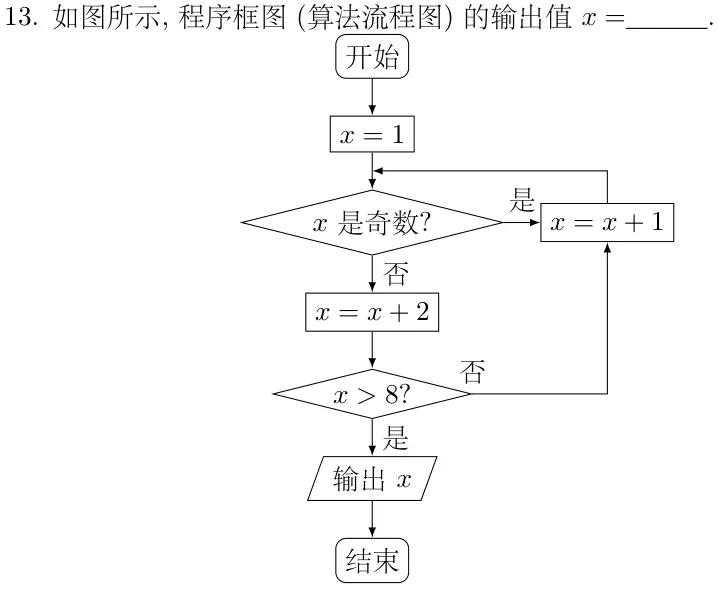 13. 如图所示, 程序框图 (算法流程图) 的输出值 x =______.
开始
x = 1
x 是奇数?
是
x = x + 1
否
x = x + 2
x > 8?
否
是
输出 x
结束